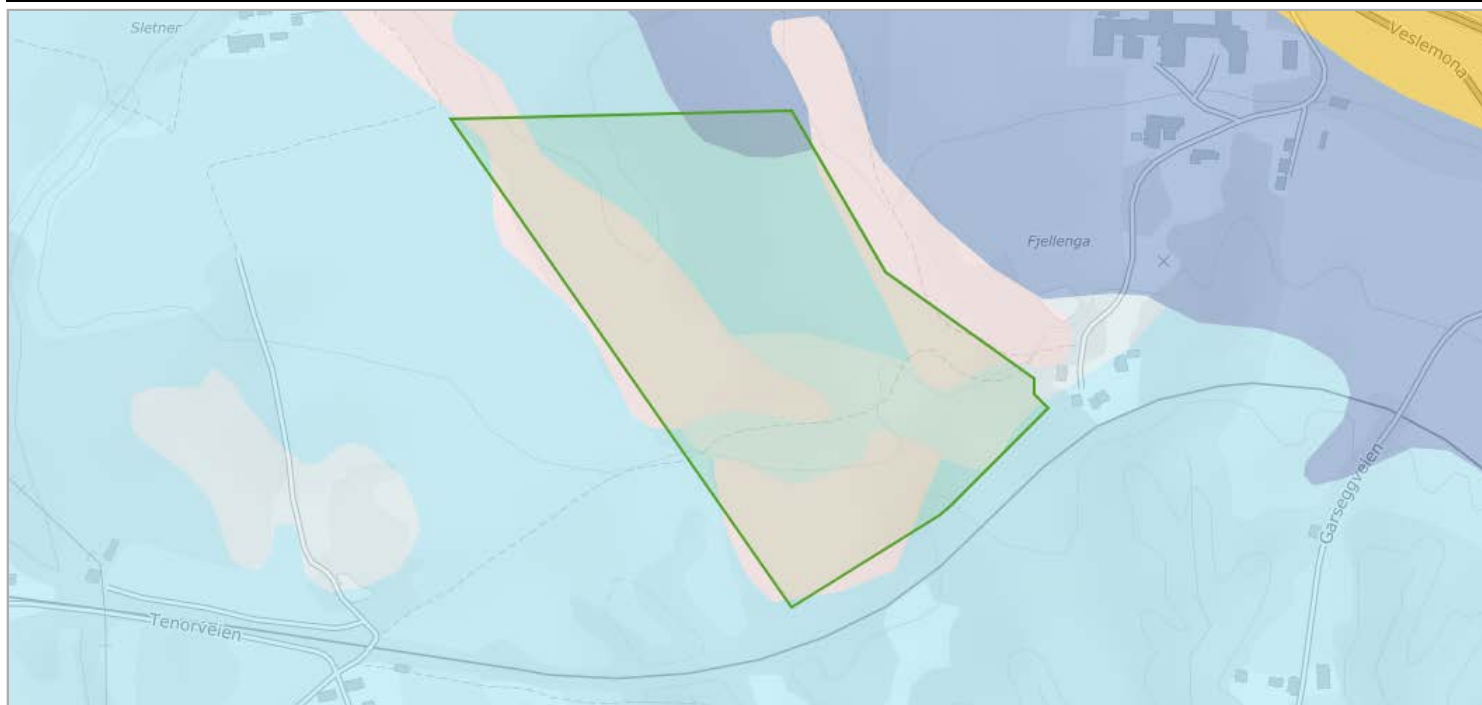 Sletner
Veslemona
Fjellenga
Garseggveien
Tenorveien